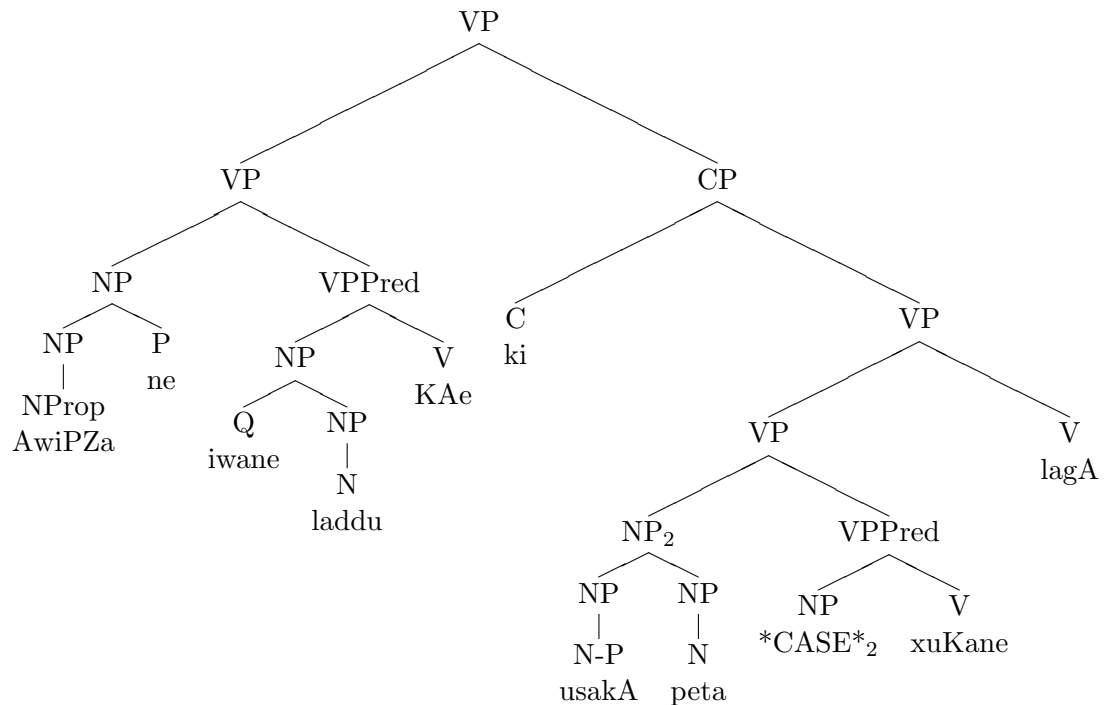 VP
VP CP
NP VPPred C VP
ki
NP P NP V
ne KAe
NProp Q NP VP V
AwiPZa iwane lagA
N
laddu
NP₂ VPPred
NP NP NP V
*CASE*₂ xuKane
N-P N
usakA peta